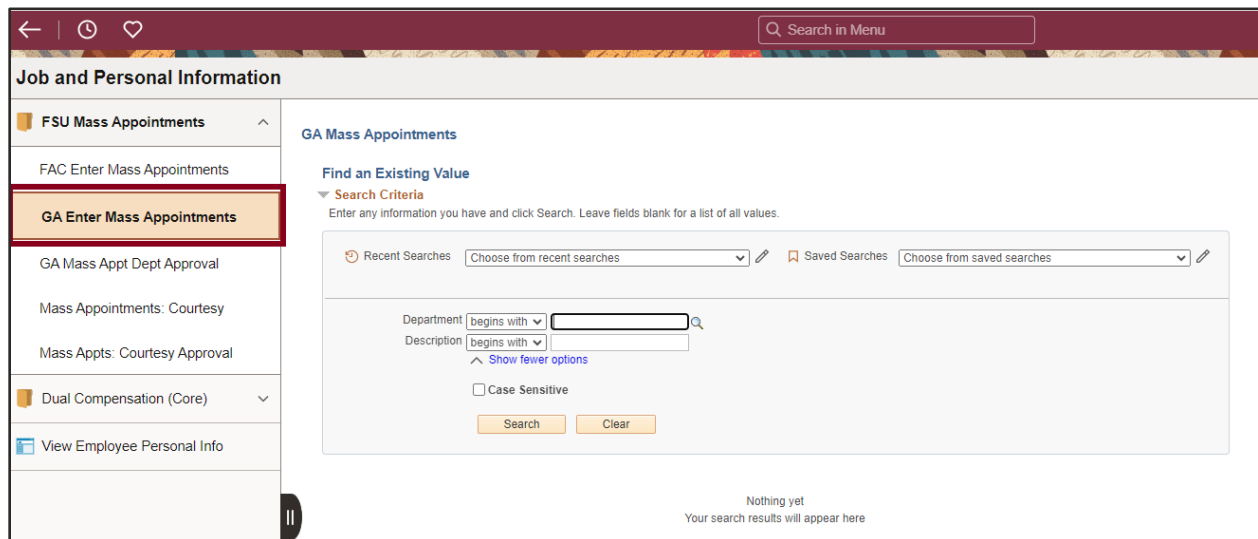 Search in Menu
Job and Personal Information
FSU Mass Appointments
FAC Enter Mass Appointments
GA Enter Mass Appointments
GA Mass Appt Dept Approval
Mass Appointments: Courtesy
Mass Appts: Courtesy Approval
Dual Compensation (Core)
View Employee Personal Info
GA Mass Appointments
Find an Existing Value
Search Criteria
Enter any information you have and click Search. Leave fields blank for a list of all values.
Recent Searches Choose from recent searches Saved Searches Choose from saved searches
Department begins with
Description begins with
Show fewer options
Case Sensitive
Search Clear
Nothing yet
Your search results will appear here